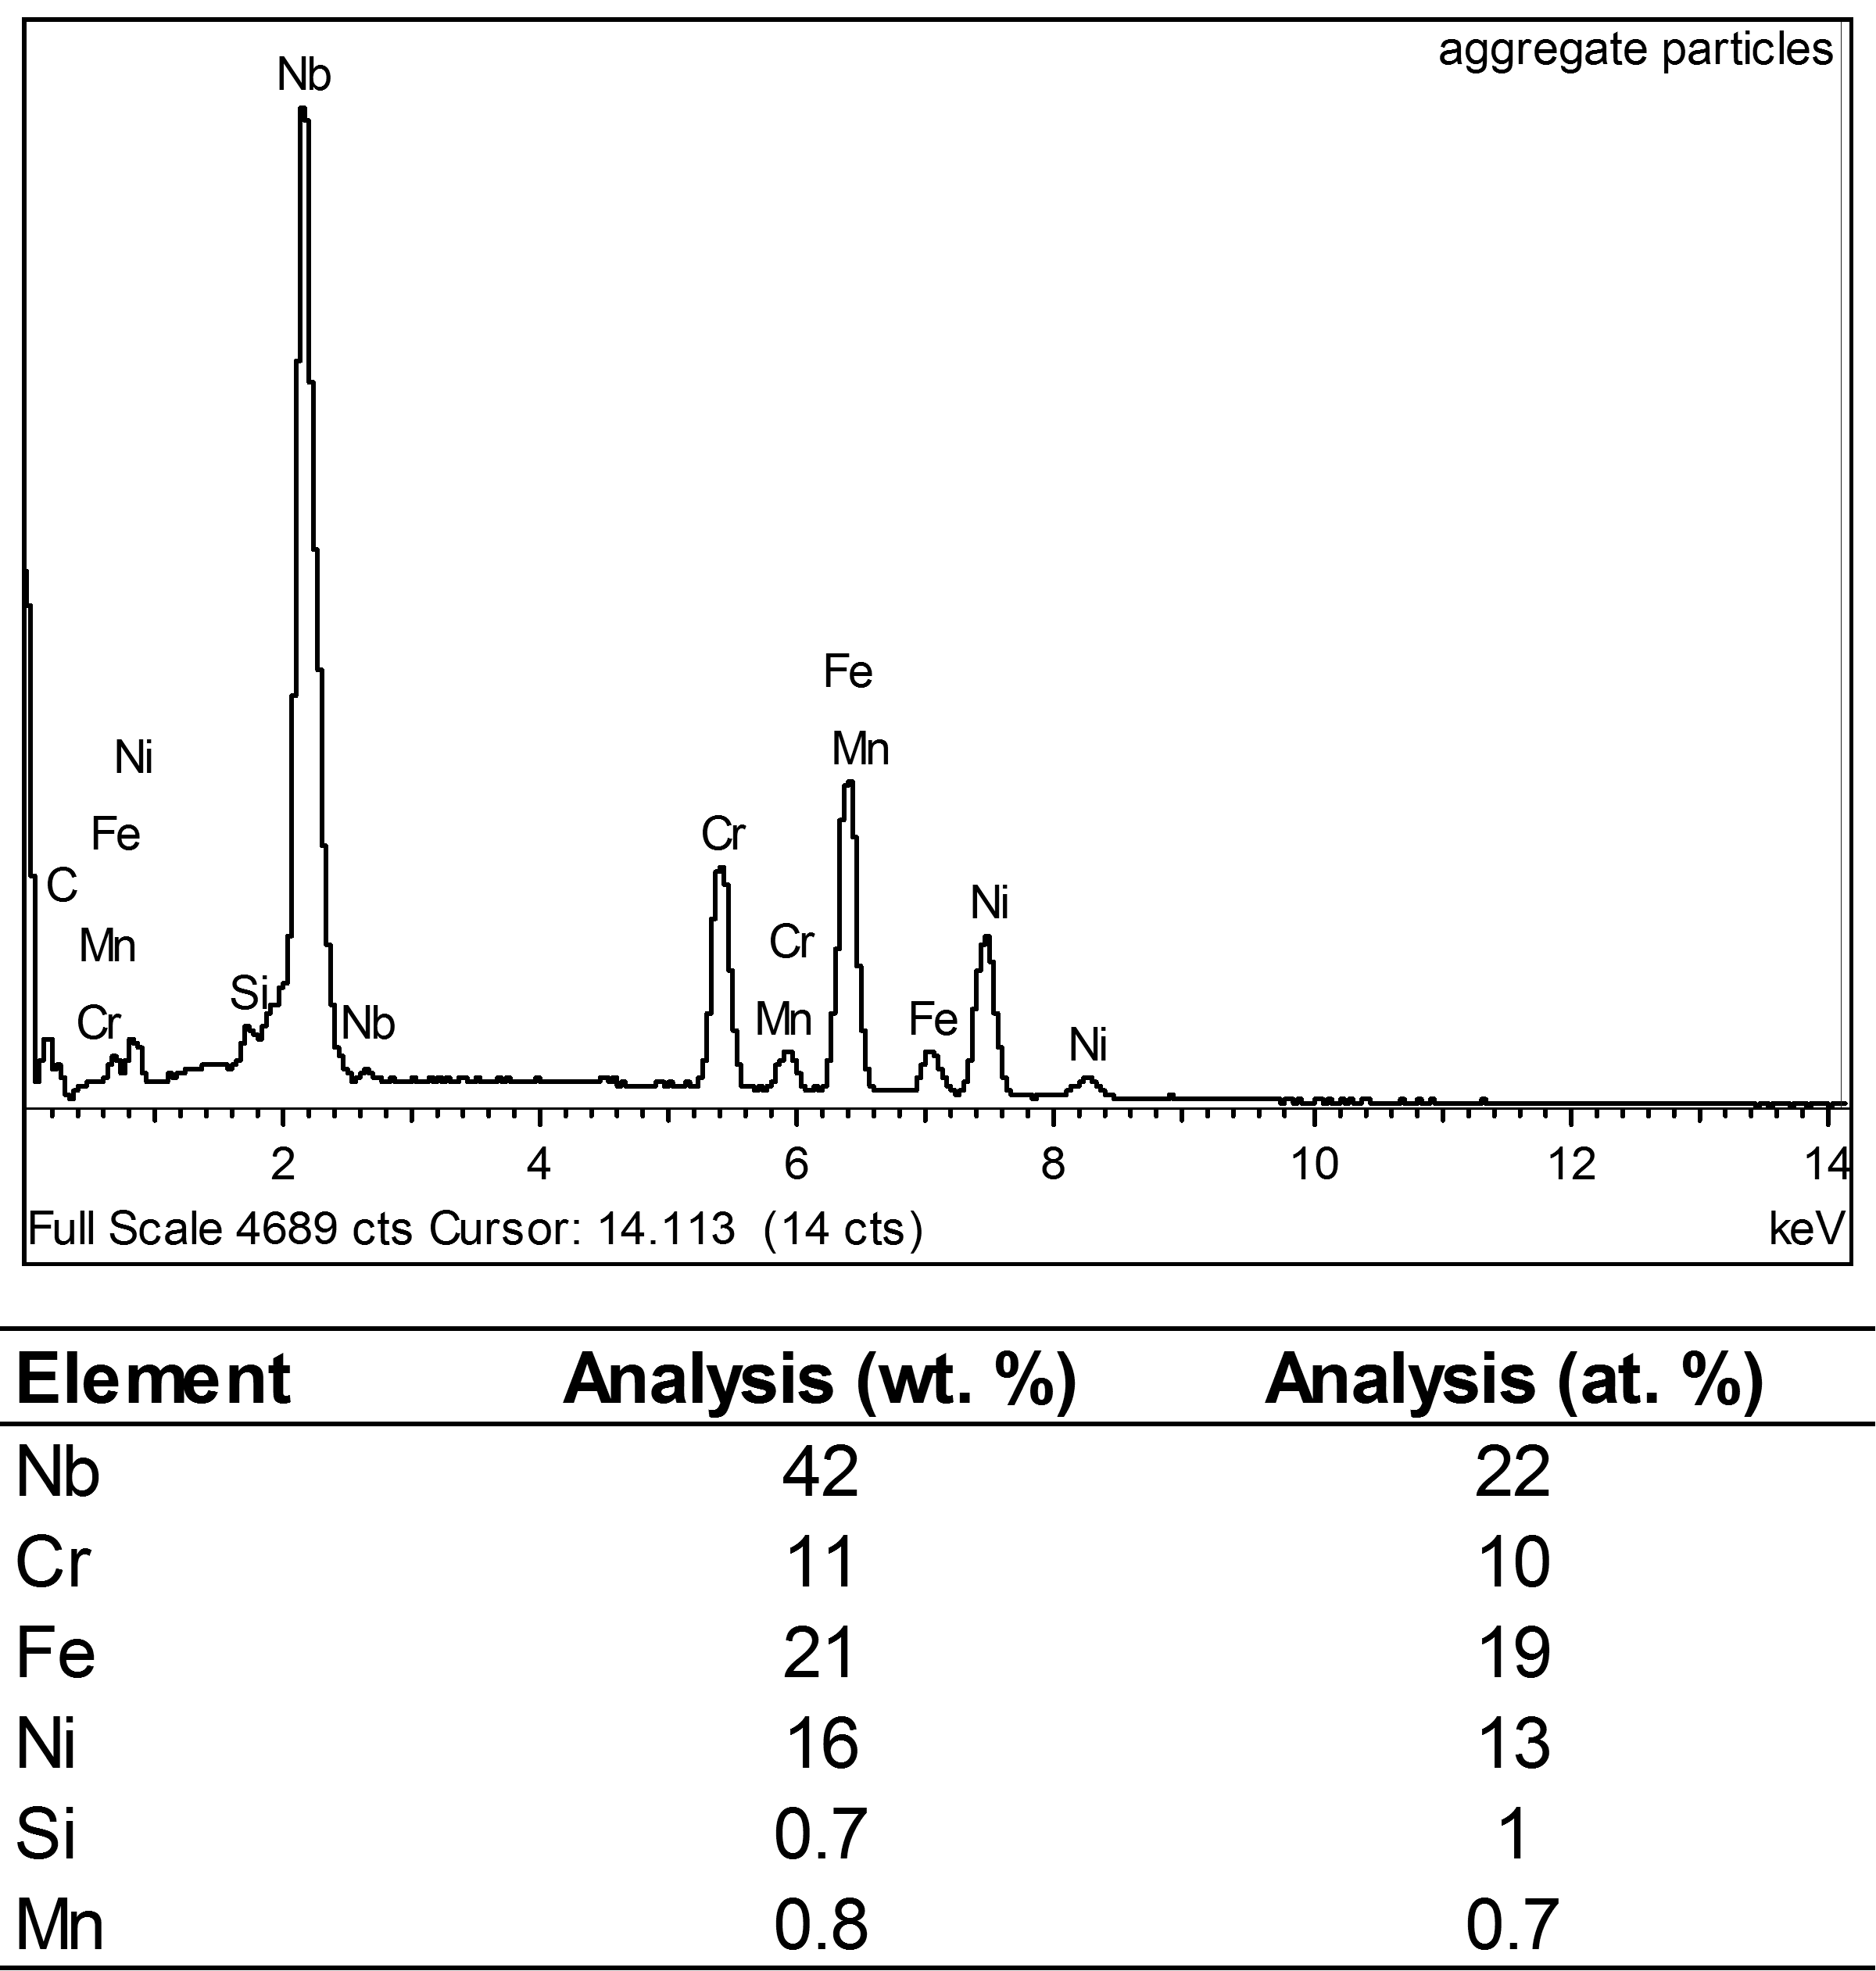 aggregate particles
Nb
Fe
Ni
Mn
Fe
Cr
C
Ni
Mn
Cr
Si
Cr
Mn
Fe
Nb
Ni
2 4 6 8 10 12 14
Full Scale 4689 cts Cursor: 14.113 (14 cts) keV
Element Analysis (wt. %) Analysis (at. %)
Nb 42 22
Cr 11 10
Fe 21 19
Ni 16 13
Si 0.7 1
Mn 0.8 0.7